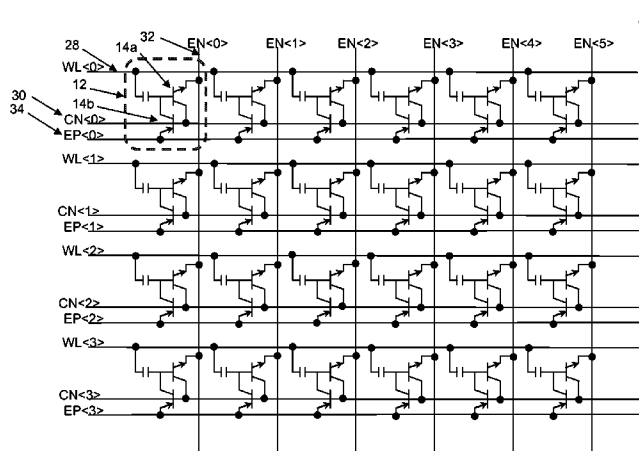 32 EN<0> EN<1> EN<2> EN<3> EN<4> EN<5>
28 14a
WL<0>
12
14b
30
CN<0>
34
EP<0>
WL<1>
CN<1>
EP<1>
WL<2>
CN<2>
EP<2>
WL<3>
CN<3>
EP<3>